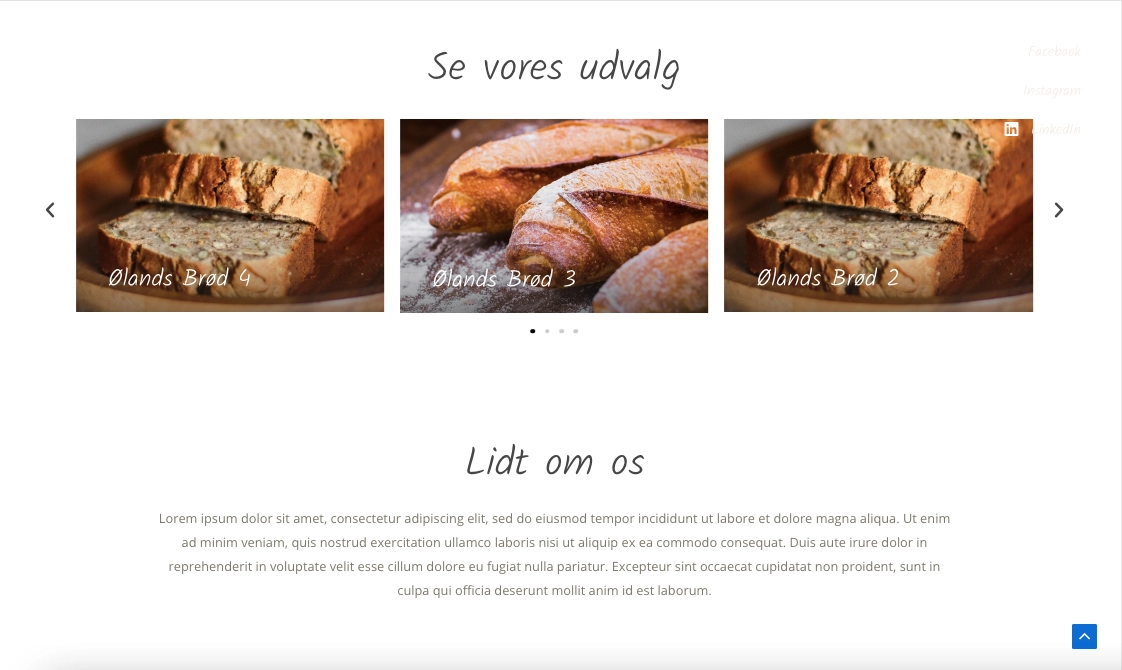 Se vores udvalg
Facebook
Instagram
Linkedin
Ølands Brød 4
Ølands Brød 3
Ølands Brød 2
Lidt om os
Lorem ipsum dolor sit amet, consectetur adipiscing elit, sed do eiusmod tempor incididunt ut labore et dolore magna aliqua. Ut enim
ad minim veniam, quis nostrud exercitation ullamco laboris nisi ut aliquip ex ea commodo consequat. Duis aute irure dolor in
reprehenderit in voluptate velit esse cillum dolore eu fugiat nulla pariatur. Excepteur sint occaecat cupidatat non proident, sunt in
culpa qui officia deserunt mollit anim id est laborum.